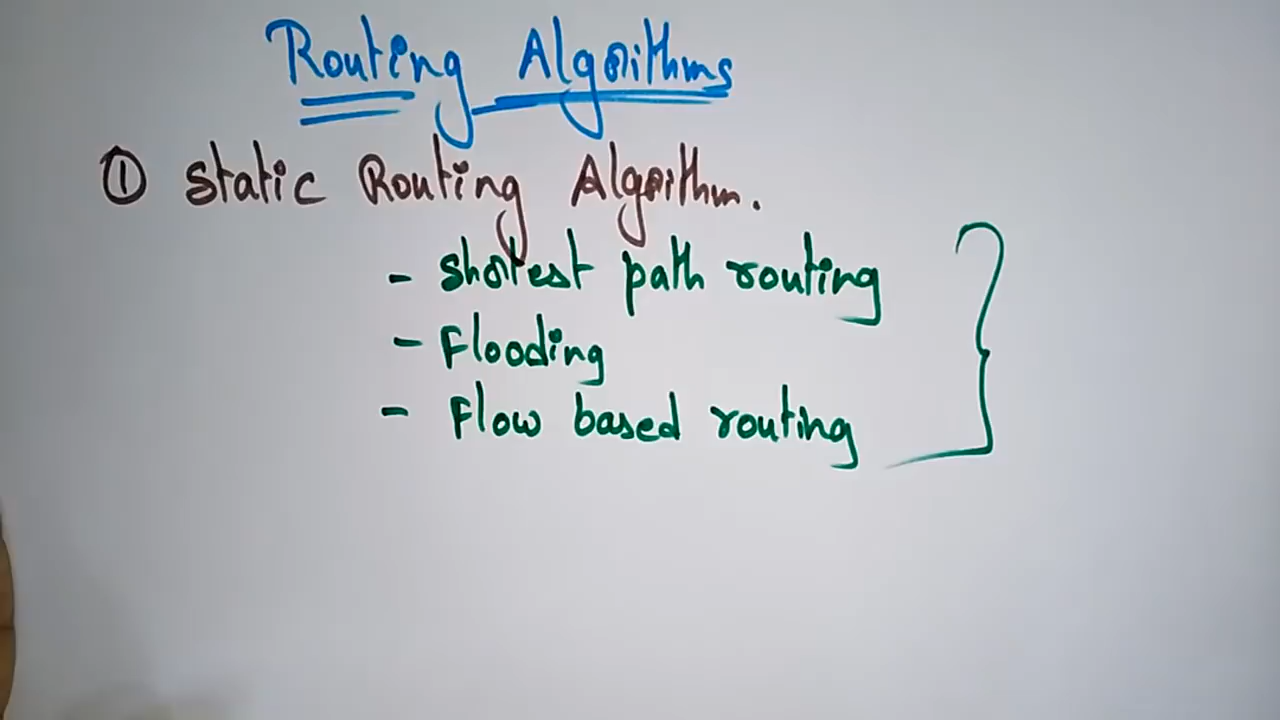 Routing Algorithms
① Static Routing Algorithm.
- Shortest path routing
- Flooding
- Flow based routing